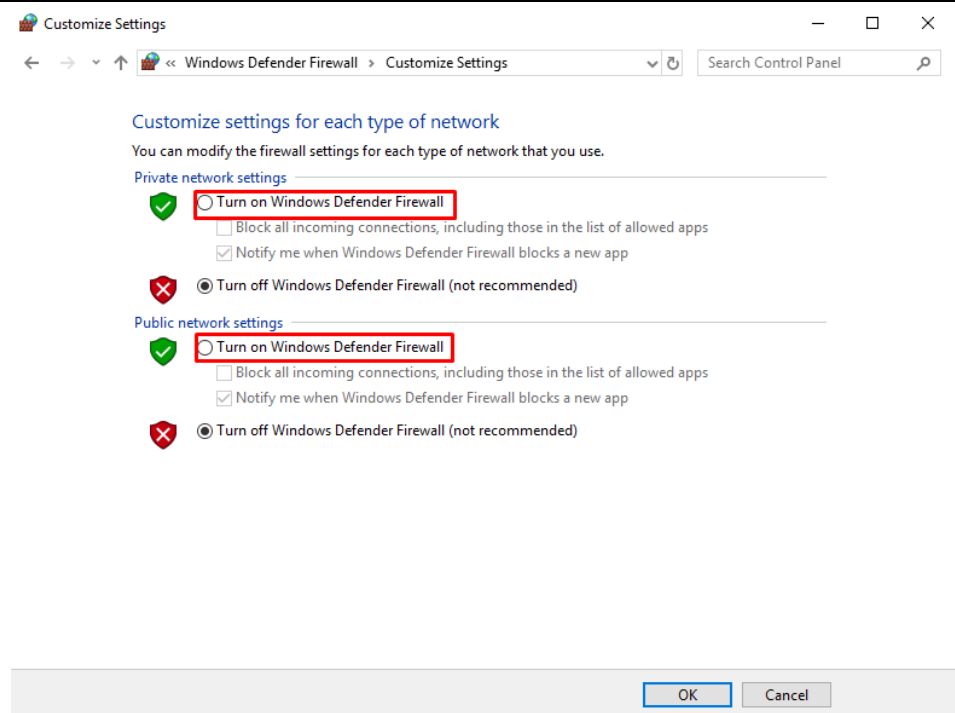 Customize Settings
« Windows Defender Firewall > Customize Settings
Search Control Panel
Customize settings for each type of network
You can modify the firewall settings for each type of network that you use.
Private network settings
Turn on Windows Defender Firewall
Block all incoming connections, including those in the list of allowed apps
Notify me when Windows Defender Firewall blocks a new app
Turn off Windows Defender Firewall (not recommended)
Public network settings
Turn on Windows Defender Firewall
Block all incoming connections, including those in the list of allowed apps
Notify me when Windows Defender Firewall blocks a new app
Turn off Windows Defender Firewall (not recommended)
OK
Cancel